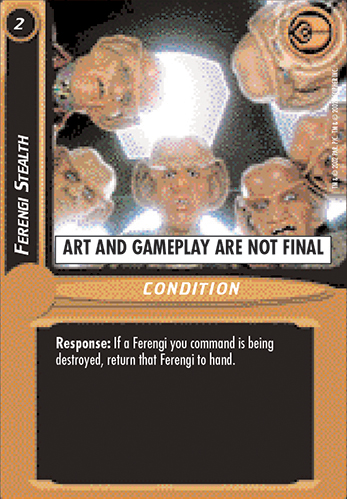 2
FERENGI STEALTH
ART AND GAMEPLAY ARE NOT FINAL
CONDITION
Response: If a Ferengi you command is being
destroyed, return that Ferengi to hand.